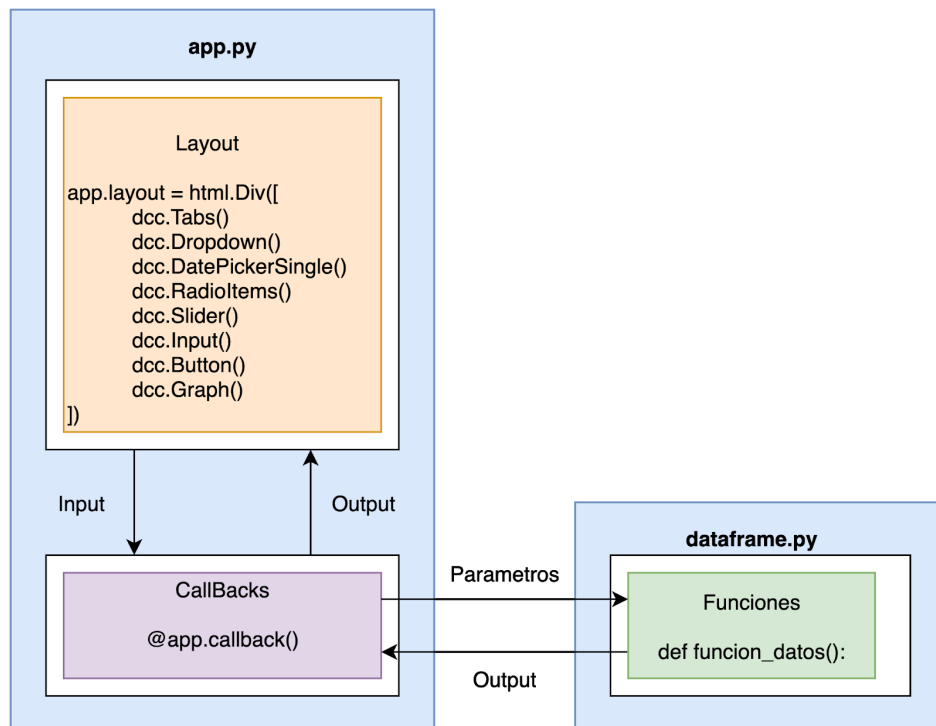 app.py
Layout
app.layout = html.Div([
dcc.Tabs()
dcc.Dropdown()
dcc.DatePickerSingle()
dcc.RadioItems()
dcc.Slider()
dcc.Input()
dcc.Button()
dcc.Graph()
])
Input
Output
CallBacks
@app.callback()
Parametros
Output
dataframe.py
Funciones
def funcion_datos():